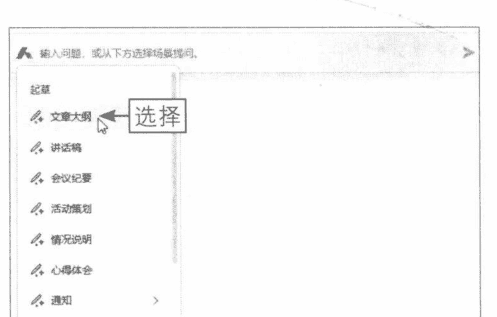 输入问题，或从下方选择场景提问。
起草
文章大纲
选择
讲话稿
会议纪要
活动策划
情况说明
心得体会
通知